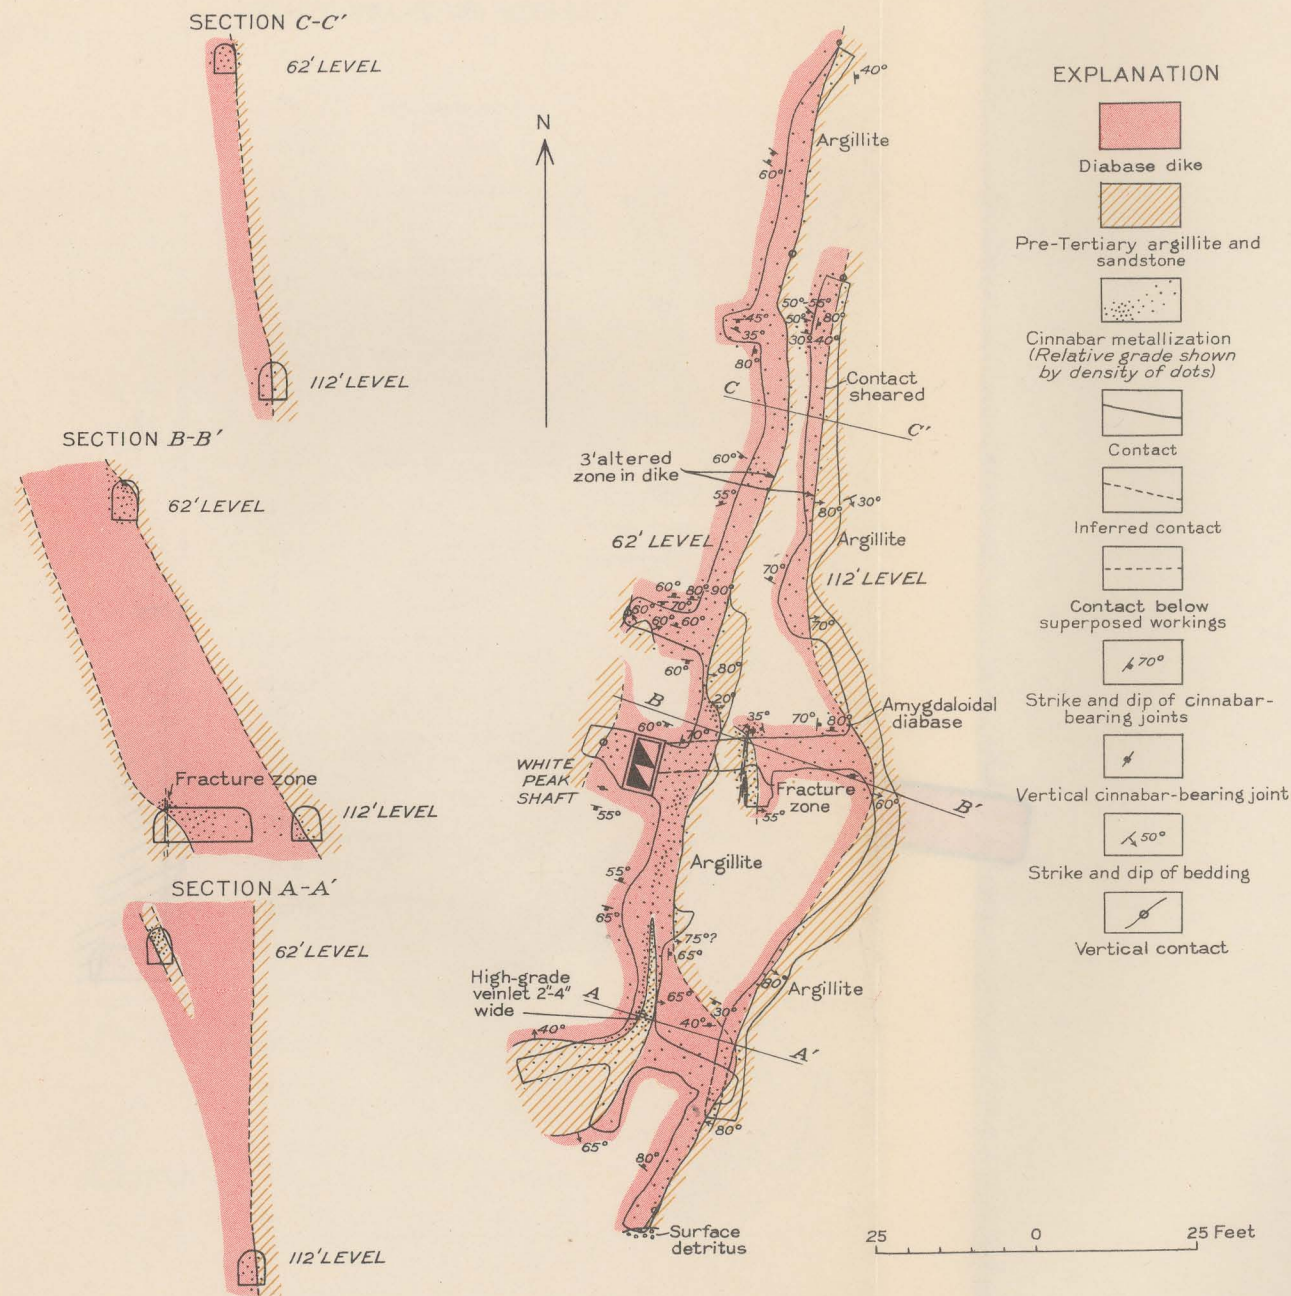 SECTION C-C'
62' LEVEL
112' LEVEL
SECTION B-B'
62' LEVEL
Fracture zone
112' LEVEL
SECTION A-A'
62' LEVEL
112' LEVEL
N
40°
Argillite
60°
50°-55°
45°
50°
80°
35°
30°-40°
80°
Contact
sheared
C
C'
3' altered
zone in dike
60°
55°
30°
80°
62' LEVEL
Argillite
70°
112' LEVEL
60°
80°-90°
60°
70°
60°
60°
70°
60°
80°
20°
B
Amygdaloidal
diabase
35°
70°
80°
60°
70°
WHITE
PEAK
SHAFT
Fracture
zone
B'
55°
55°
60°
Argillite
55°
65°
75°?
65°
High-grade
veinlet 2"-4"
wide
A
80°
Argillite
65°
30°
40°
40°
A'
80°
65°
80°
Surface
detritus
EXPLANATION
Diabase dike
Pre-Tertiary argillite and
sandstone
Cinnabar metallization
(Relative grade shown
by density of dots)
Contact
Inferred contact
Contact below
superposed workings
70°
Strike and dip of cinnabar-
bearing joints
Vertical cinnabar-bearing joint
50°
Strike and dip of bedding
Vertical contact
25 0 25 Feet